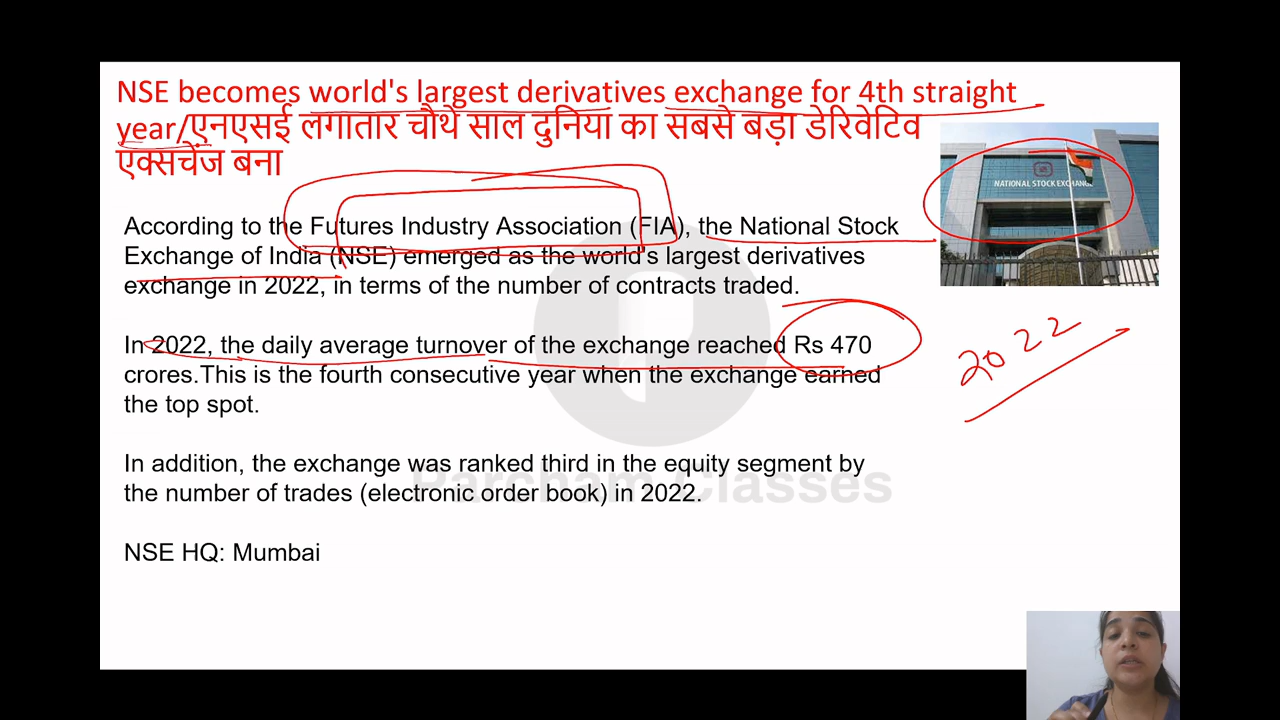 NSE becomes world's largest derivatives exchange for 4th straight
year/एनएसई लगातार चौथे साल दुनिया का सबसे बड़ा डेरिवेटिव
एक्सचेंज बना
NATIONAL STOCK EXCHANGE
According to the Futures Industry Association (FIA), the National Stock
Exchange of India (NSE) emerged as the world's largest derivatives
exchange in 2022, in terms of the number of contracts traded.
In 2022, the daily average turnover of the exchange reached Rs 470
crores.This is the fourth consecutive year when the exchange earned
the top spot.
2022
In addition, the exchange was ranked third in the equity segment by
the number of trades (electronic order book) in 2022.
Parcham Classes
NSE HQ: Mumbai